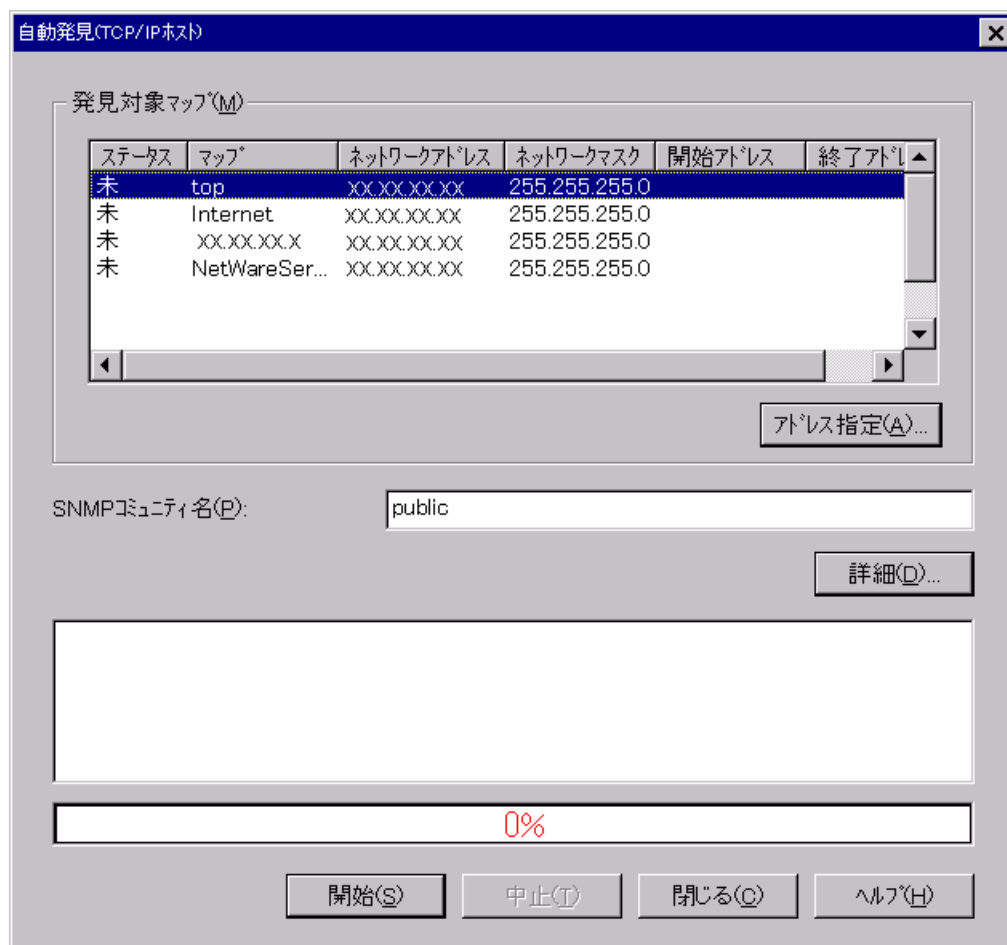 自動発見(TCP/IPﾎｽﾄ)
発見対象ﾏｯﾌﾟ(M)
ｽﾃｰﾀｽ ﾏｯﾌﾟ ﾈｯﾄﾜｰｸｱﾄﾞﾚｽ ﾈｯﾄﾜｰｸﾏｽｸ 開始ｱﾄﾞﾚｽ 終了ｱﾄﾞﾚ
未 top XX.XX.XX.XX 255.255.255.0
未 Internet XX.XX.XX.XX 255.255.255.0
未 XX.XX.XX.X XX.XX.XX.XX 255.255.255.0
未 NetWareSer... XX.XX.XX.XX 255.255.255.0
ｱﾄﾞﾚｽ指定(A)...
SNMPｺﾐｭﾆﾃｨ名(P): public
詳細(D)...
0%
開始(S) 中止(T) 閉じる(C) ﾍﾙﾌﾟ(H)